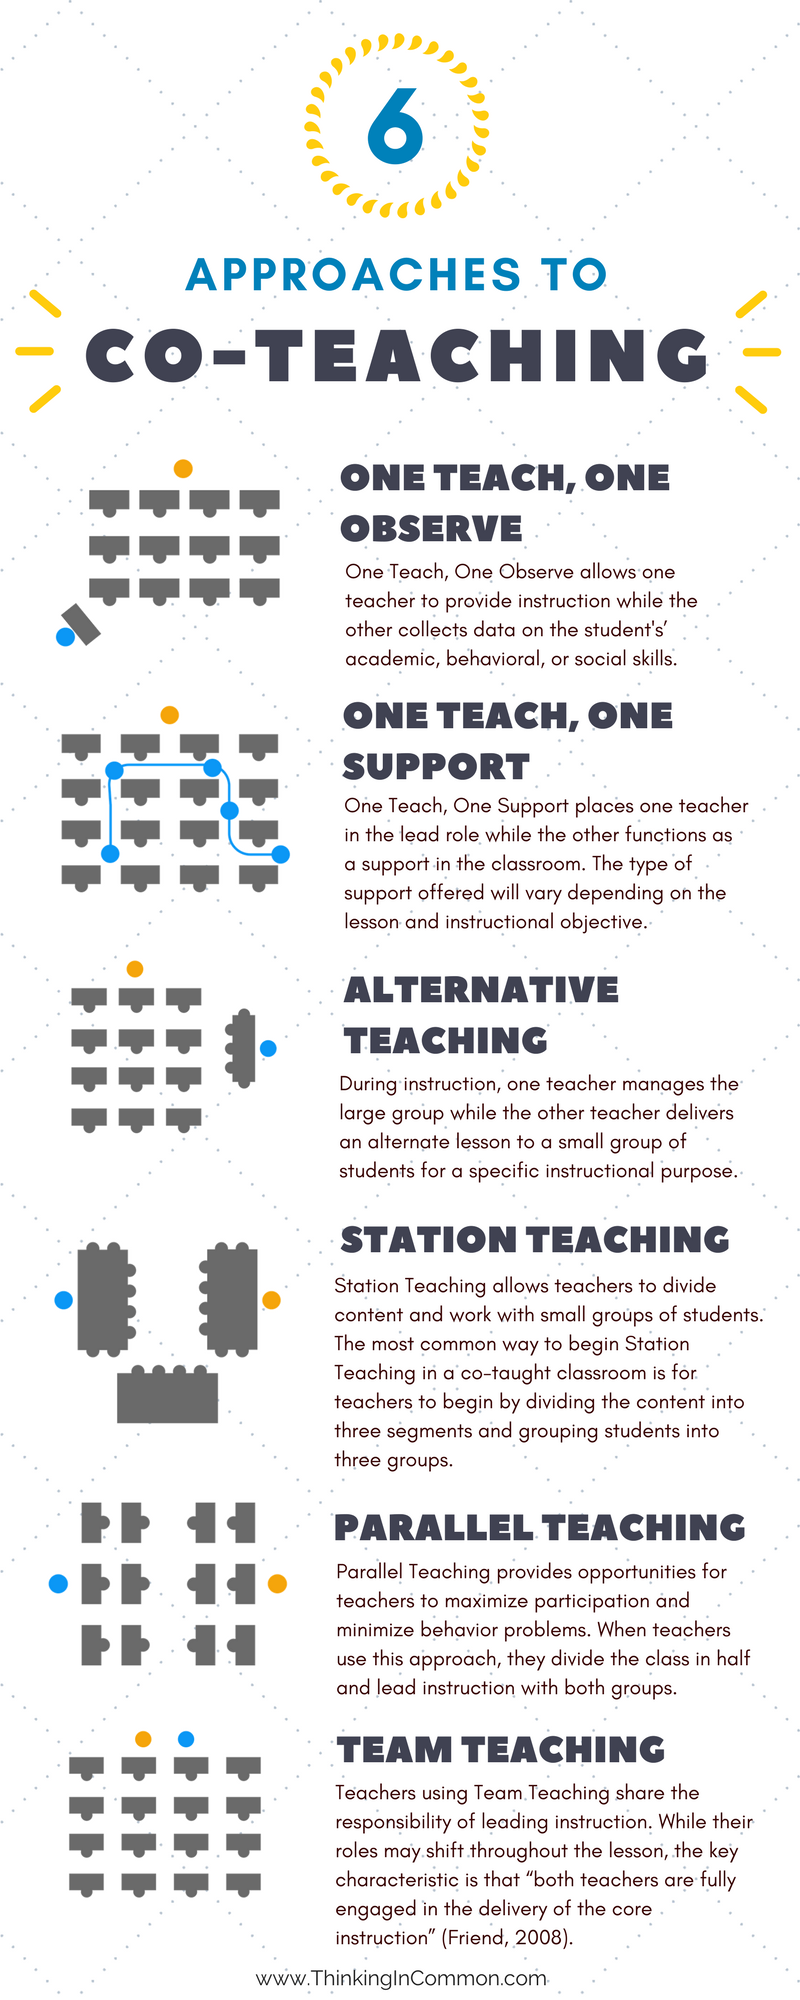 6
APPROACHES TO
CO-TEACHING
ONE TEACH, ONE
OBSERVE
One Teach, One Observe allows one
teacher to provide instruction while the
other collects data on the student's’
academic, behavioral, or social skills.
ONE TEACH, ONE
SUPPORT
One Teach, One Support places one teacher
in the lead role while the other functions as
a support in the classroom. The type of
support offered will vary depending on the
lesson and instructional objective.
ALTERNATIVE
TEACHING
During instruction, one teacher manages the
large group while the other teacher delivers
an alternate lesson to a small group of
students for a specific instructional purpose.
STATION TEACHING
Station Teaching allows teachers to divide
content and work with small groups of students.
The most common way to begin Station
Teaching in a co-taught classroom is for
teachers to begin by dividing the content into
three segments and grouping students into
three groups.
PARALLEL TEACHING
Parallel Teaching provides opportunities for
teachers to maximize participation and
minimize behavior problems. When teachers
use this approach, they divide the class in half
and lead instruction with both groups.
TEAM TEACHING
Teachers using Team Teaching share the
responsibility of leading instruction. While their
roles may shift throughout the lesson, the key
characteristic is that “both teachers are fully
engaged in the delivery of the core
instruction” (Friend, 2008).
www.ThinkingInCommon.com